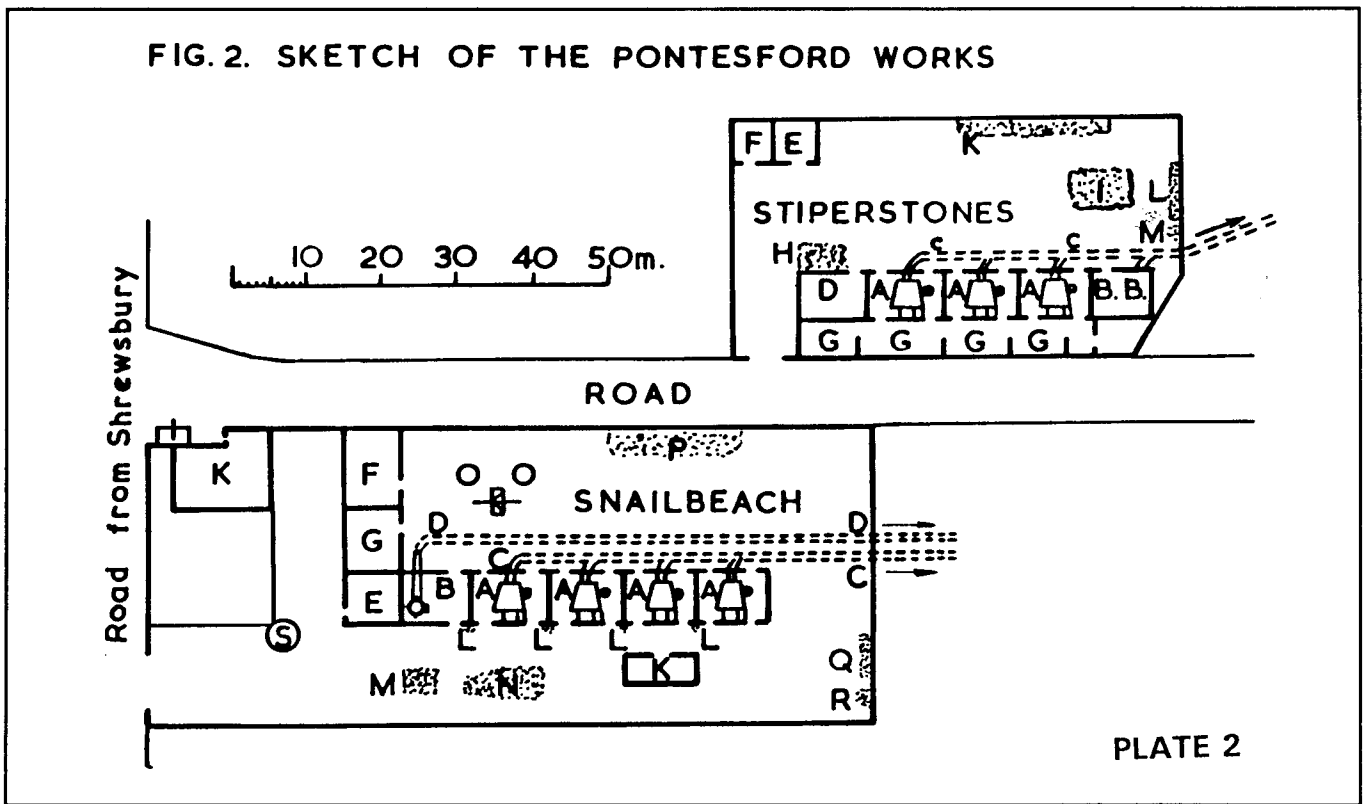 FIG. 2. SKETCH OF THE PONTESFORD WORKS
F E K
I L
STIPERSTONES
M
H C C
10 20 30 40 50m.
D A A A B.B.
G G G G
ROAD
Road from Shrewsbury
K F P
O O
SNAILBEACH
G D D
C C
E B A A A A
S L L L L
K
M N Q
R
PLATE 2